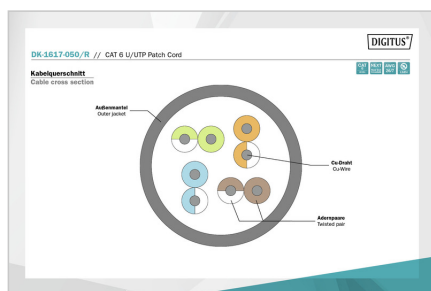 DIGITUS®
DK-1617-050/R // CAT 6 U/UTP Patch Cord
Kabelquerschnitt
Cable cross section
Außenmantel
Outer jacket
Cu-Draht
Cu-Wire
Adernpaare
Twisted pair